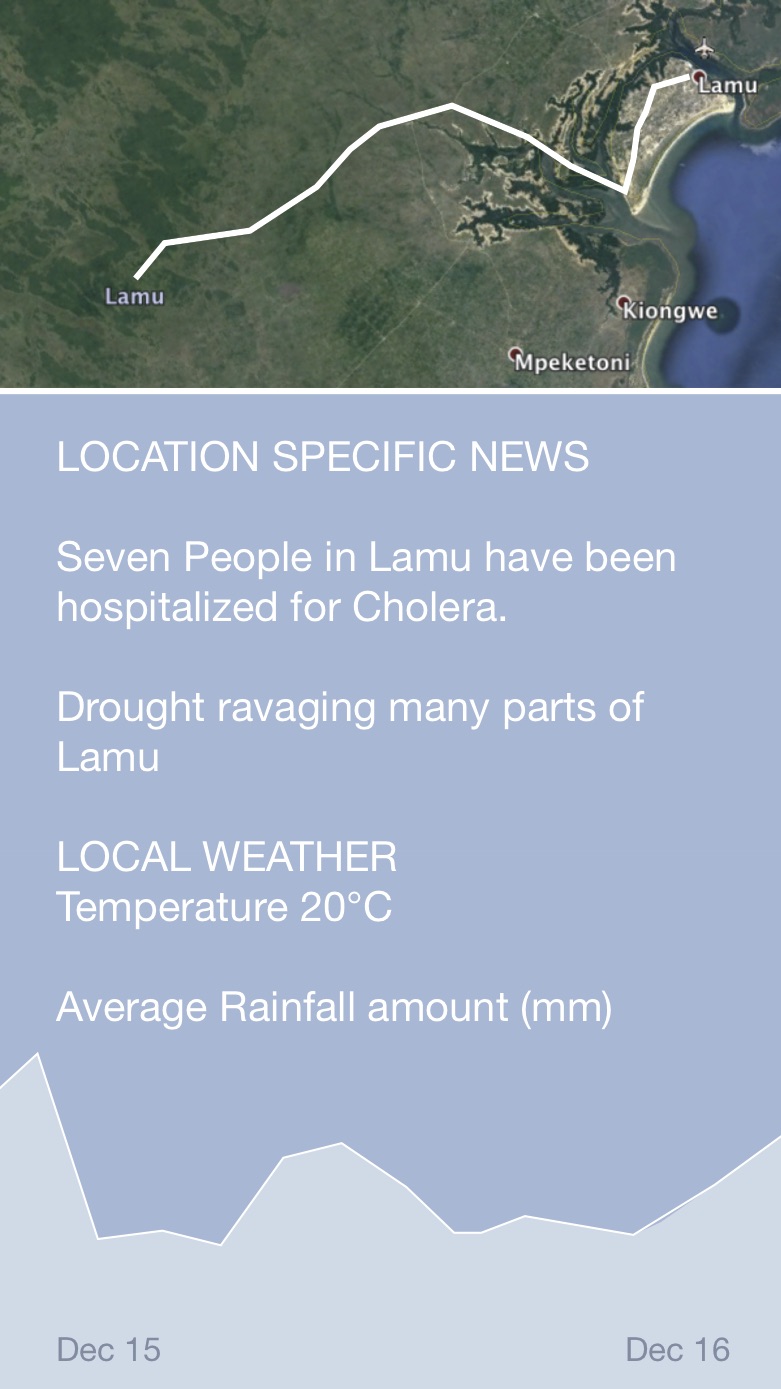 Lamu
Lamu
Kiongwe
Mpeketoni
LOCATION SPECIFIC NEWS
Seven People in Lamu have been
hospitalized for Cholera.
Drought ravaging many parts of
Lamu
LOCAL WEATHER
Temperature 20°C
Average Rainfall amount (mm)
Dec 15
Dec 16